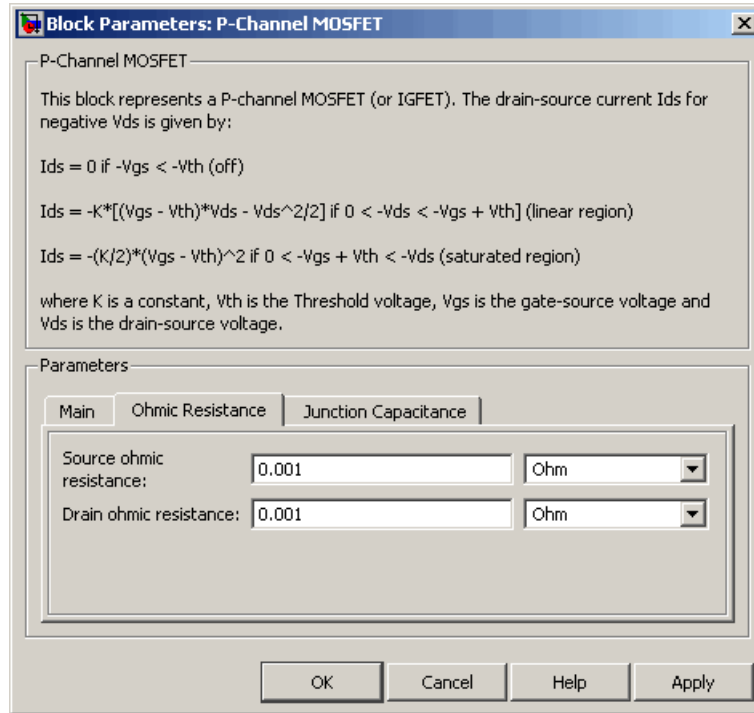 Block Parameters: P-Channel MOSFET
P-Channel MOSFET
This block represents a P-channel MOSFET (or IGFET). The drain-source current Ids for
negative Vds is given by:
Ids = 0 if -Vgs < -Vth (off)
Ids = -K*[(Vgs - Vth)*Vds - Vds^2/2] if 0 < -Vds < -Vgs + Vth] (linear region)
Ids = -(K/2)*(Vgs - Vth)^2 if 0 < -Vgs + Vth < -Vds (saturated region)
where K is a constant, Vth is the Threshold voltage, Vgs is the gate-source voltage and
Vds is the drain-source voltage.
Parameters
Main Ohmic Resistance Junction Capacitance
Source ohmic
resistance: 0.001 Ohm
Drain ohmic resistance: 0.001 Ohm
OK Cancel Help Apply